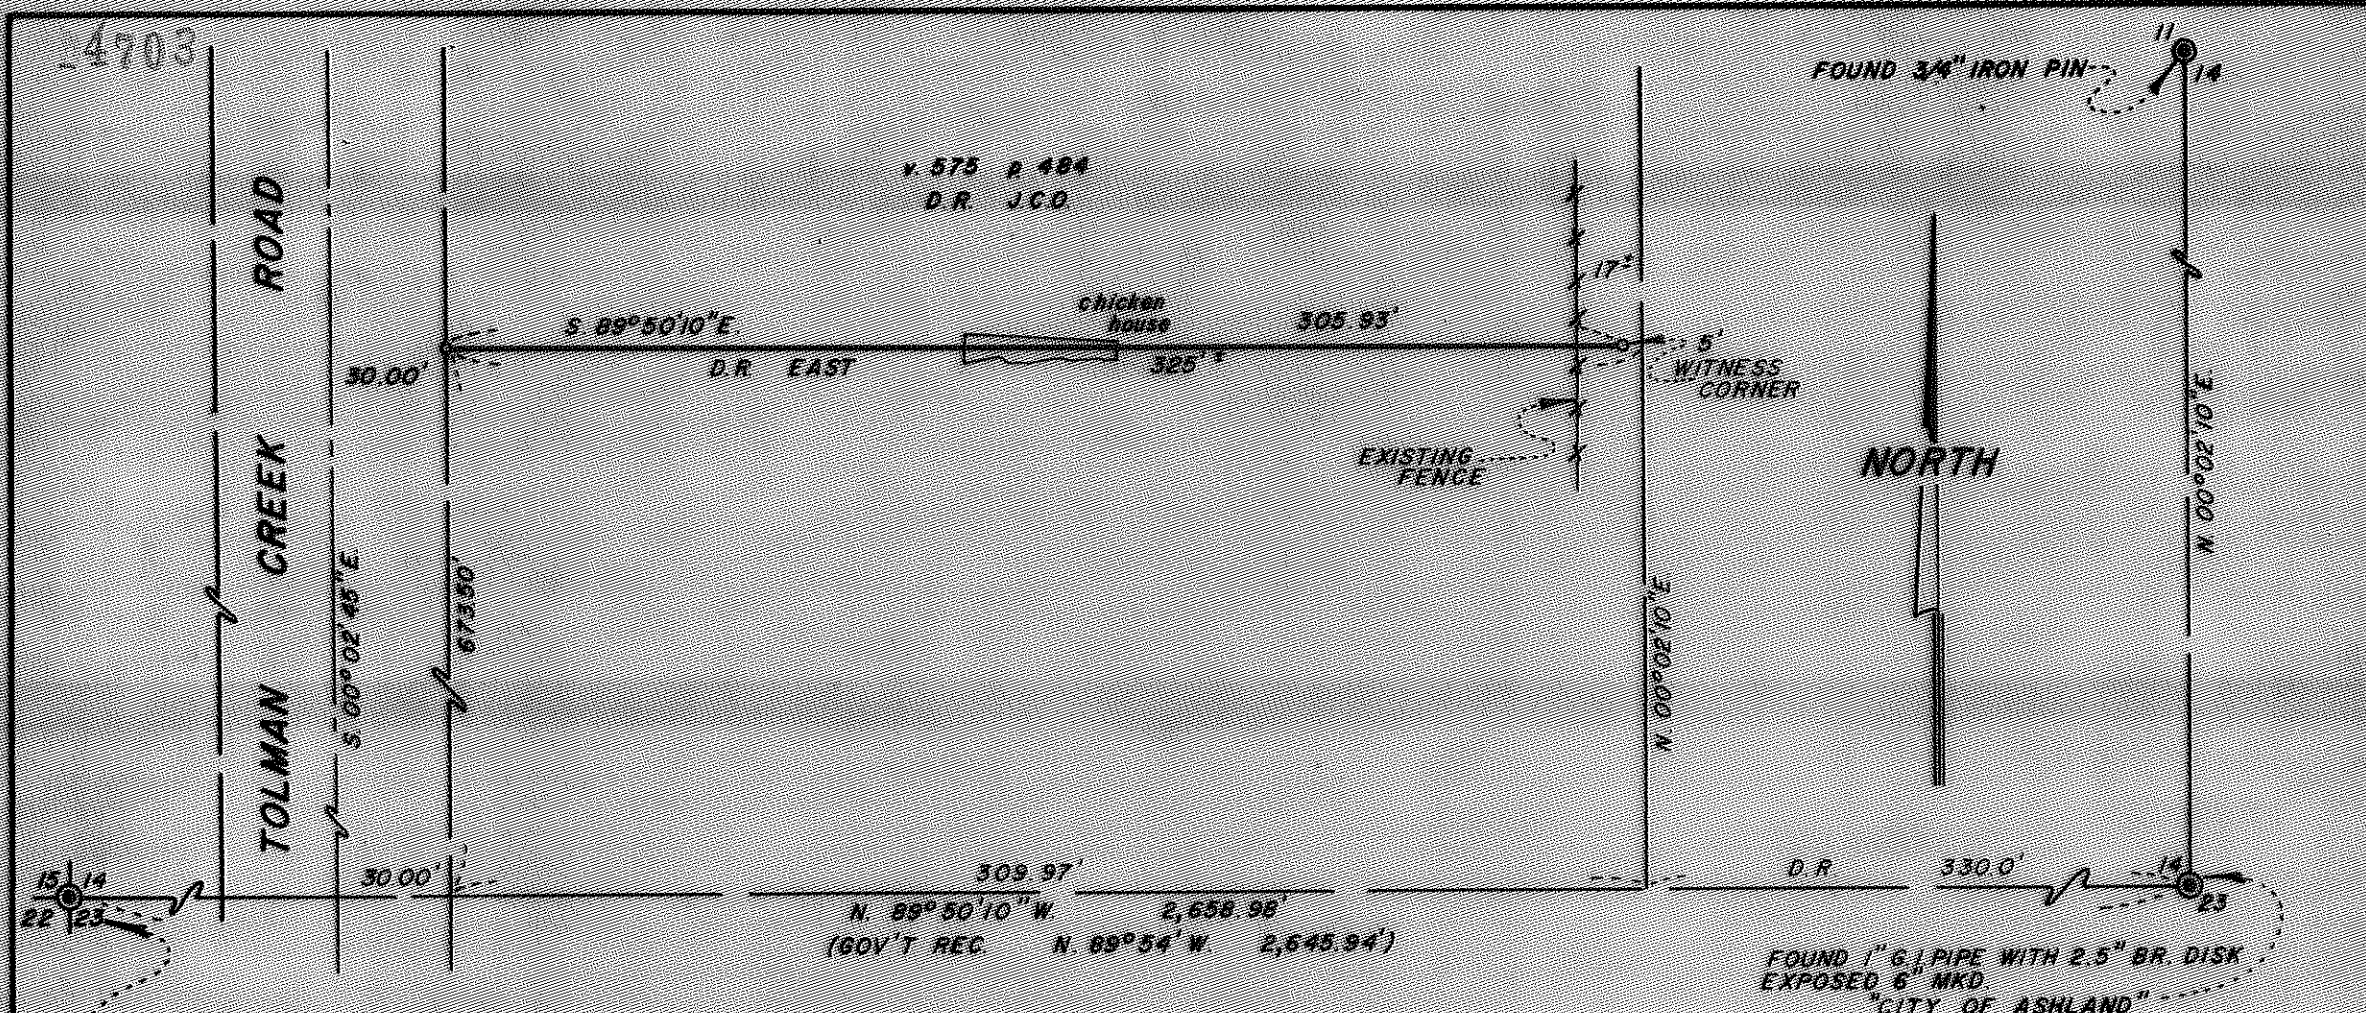 4703
11
FOUND 3/4" IRON PIN
14
v. 575 p. 484
D.R. J.C.O.
ROAD
17'±
chicken
house
S. 89°50'10"E.
305.93'
5'
30.00'
D.R. EAST
325'±
WITNESS
CORNER
EXISTING
FENCE
NORTH
N. 00°02'10"E.
CREEK
S. 00°02'45"E.
673.50'
N. 00°02'10"E.
TOLMAN
15 14
30.00'
309.97'
D.R. 330.0'
14
22 23
N. 89°50'10"W. 2,658.98'
23
(GOV'T REC. N. 89°54' W. 2,645.94')
FOUND 1" G.I. PIPE WITH 2.5" BR. DISK
EXPOSED 6" MKD.
"CITY OF ASHLAND"